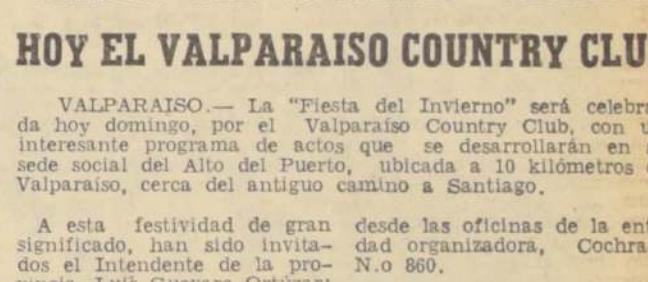 HOY EL VALPARAISO COUNTRY CLU
VALPARAISO.— La "Fiesta del Invierno" será celebra
da hoy domingo, por el Valparaíso Country Club, con u
interesante programa de actos que se desarrollarán en
sede social del Alto del Puerto, ubicada a 10 kilómetros
Valparaíso, cerca del antiguo camino a Santiago.
A esta festividad de gran
significado, han sido invita-
dos el Intendente de la pro-
desde las oficinas de la enti
dad organizadora, Cochra
N.o 860.